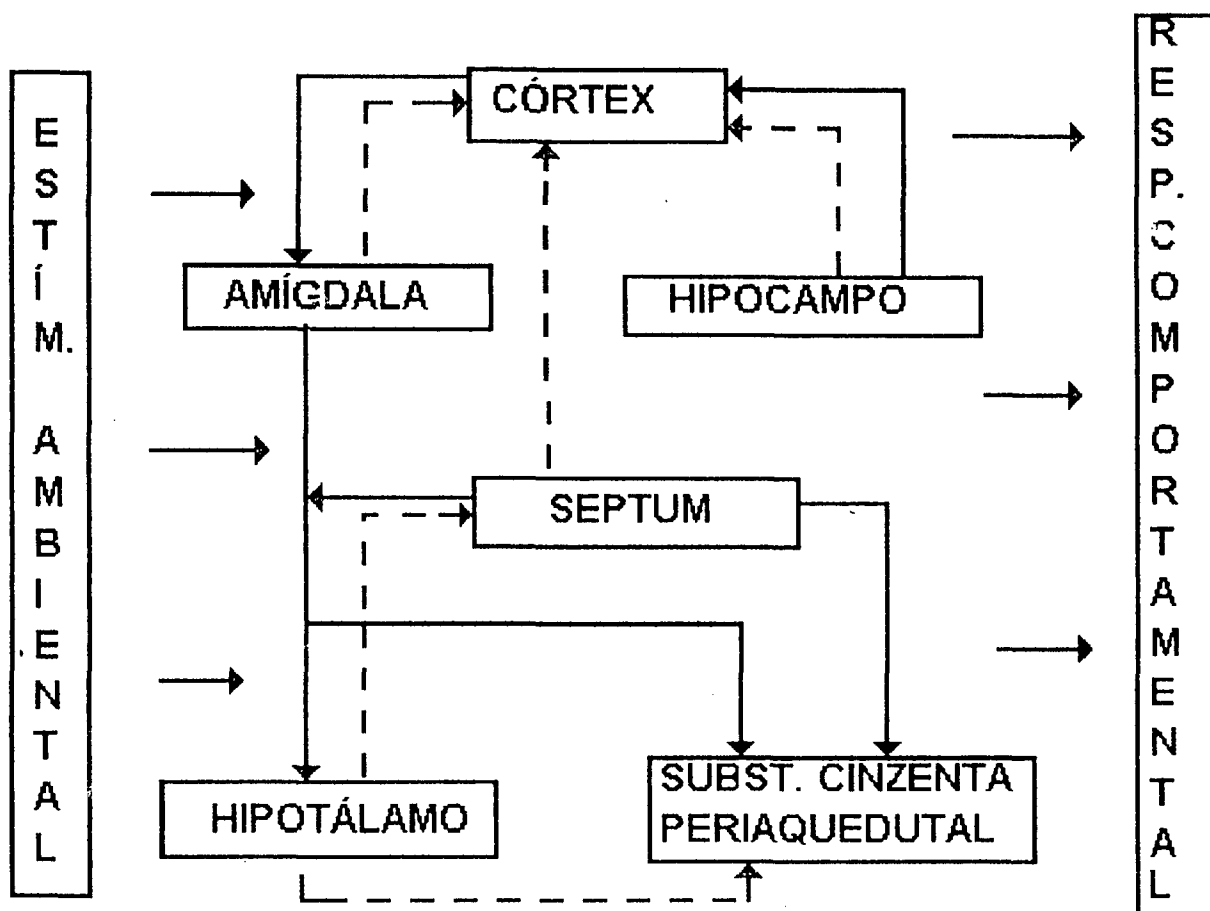 ESTÍM. AMBIENTAL
CÓRTEX
AMÍGDALA
HIPOCAMPO
SEPTUM
HIPOTÁLAMO
SUBST. CINZENTA
PERIAQUEDUTAL
RESP. COMPORTAMENTAL